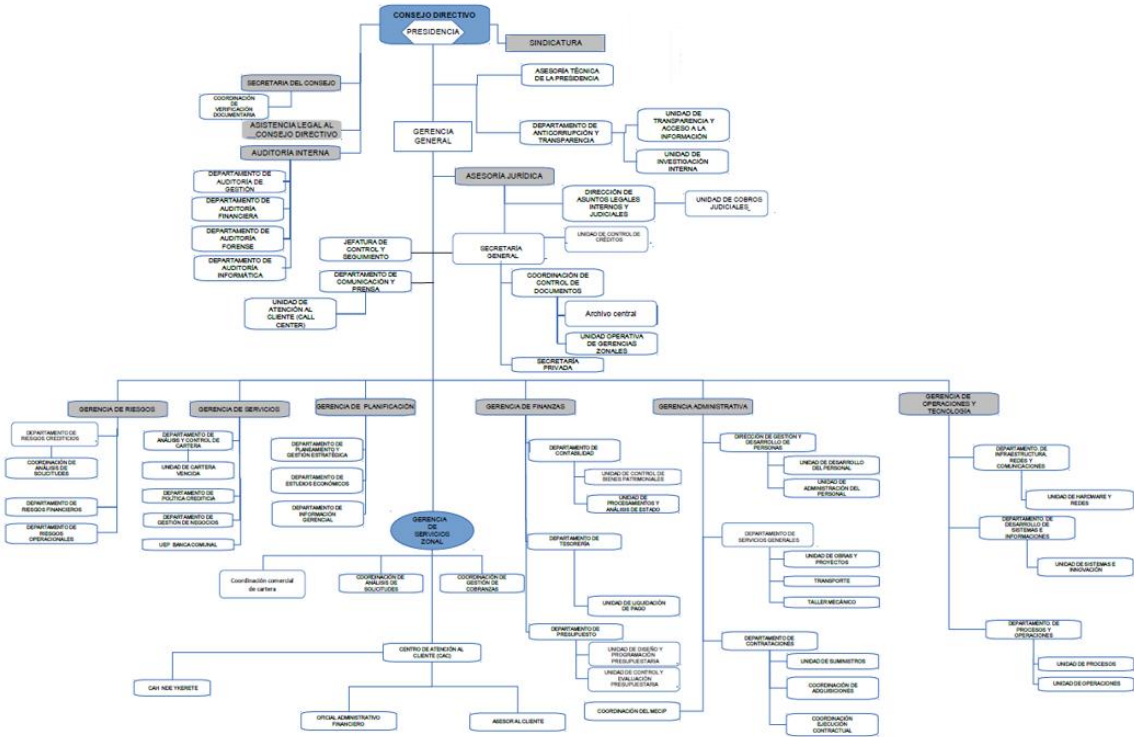 CONSEJO DIRECTIVO
PRESIDENCIA
SINDICATURA
SECRETARIA DEL CONSEJO
COORDINACIÓN
DE
VERIFICACIÓN
DOCUMENTARIA
ASISTENCIA LEGAL AL
CONSEJO DIRECTIVO
AUDITORÍA INTERNA
DEPARTAMENTO DE
AUDITORÍA DE
GESTIÓN
DEPARTAMENTO DE
AUDITORÍA
FINANCIERA
DEPARTAMENTO DE
AUDITORÍA
FORENSE
DEPARTAMENTO DE
AUDITORÍA
INFORMÁTICA
ASESORÍA TÉCNICA
DE LA PRESIDENCIA
GERENCIA
GENERAL
DEPARTAMENTO DE
ANTICORRUPCIÓN Y
TRANSPARENCIA
UNIDAD DE
TRANSPARENCIA Y
ACCESO A LA
INFORMACIÓN
UNIDAD DE
INVESTIGACIÓN
INTERNA
ASESORÍA JURÍDICA
DIRECCIÓN DE
ASUNTOS LEGALES
INTERNOS Y
JUDICIALES
UNIDAD DE COBROS
JUDICIALES
JEFATURA DE
CONTROL Y
SEGUIMIENTO
SECRETARÍA
GENERAL
UNIDAD DE CONTROL DE
CRÉDITOS
DEPARTAMENTO DE
COMUNICACIÓN Y
PRENSA
UNIDAD DE
ATENCIÓN AL
CLIENTE (CALL
CENTER)
COORDINACIÓN DE
CONTROL DE
DOCUMENTOS
Archivo central
UNIDAD OPERATIVA
DE GERENCIAS
ZONALES
SECRETARÍA
PRIVADA
GERENCIA DE RIESGOS
DEPARTAMENTO DE
RIESGOS CREDITICIOS
COORDINACIÓN DE
ANÁLISIS DE
SOLICITUDES
DEPARTAMENTO DE
RIESGOS FINANCIEROS
DEPARTAMENTO DE
RIESGOS
OPERACIONALES
GERENCIA DE SERVICIOS
DEPARTAMENTO DE
ANÁLISIS Y CONTROL DE
CARTERA
UNIDAD DE CARTERA
VENCIDA
DEPARTAMENTO DE
POLÍTICA CREDITICIA
DEPARTAMENTO DE
GESTIÓN DE NEGOCIOS
UEP BANCA COMUNAL
GERENCIA DE PLANIFICACIÓN
DEPARTAMENTO DE
PLANEAMIENTO Y
GESTIÓN ESTRATÉGICA
DEPARTAMENTO DE
ESTUDIOS ECONÓMICOS
DEPARTAMENTO DE
INFORMACIÓN
GERENCIAL
GERENCIA
DE
SERVICIOS
ZONAL
Coordinación comercial
de cartera
COORDINACIÓN DE
ANÁLISIS DE
SOLICITUDES
COORDINACIÓN DE
GESTIÓN DE
COBRANZAS
CENTRO DE ATENCIÓN AL
CLIENTE (CAC)
CAH NDE YKERETE
OFICIAL ADMINISTRATIVO
FINANCIERO
ASESOR AL CLIENTE
GERENCIA DE FINANZAS
DEPARTAMENTO DE
CONTABILIDAD
UNIDAD DE CONTROL DE
BIENES PATRIMONIALES
UNIDAD DE
PROCESAMIENTOS Y
ANÁLISIS DE ESTADO
DEPARTAMENTO DE
TESORERÍA
UNIDAD DE LIQUIDACIÓN
DE PAGO
DEPARTAMENTO DE
PRESUPUESTO
UNIDAD DE DISEÑO Y
PROGRAMACIÓN
PRESUPUESTARIA
UNIDAD DE CONTROL Y
EVALUACIÓN
PRESUPUESTARIA
COORDINACIÓN DEL MECIP
GERENCIA ADMINISTRATIVA
DIRECCIÓN DE GESTIÓN Y
DESARROLLO DE
PERSONAS
UNIDAD DE DESARROLLO
DEL PERSONAL
UNIDAD DE
ADMINISTRACIÓN DEL
PERSONAL
DEPARTAMENTO DE
SERVICIOS GENERALES
UNIDAD DE OBRAS Y
PROYECTOS
TRANSPORTE
TALLER MECÁNICO
DEPARTAMENTO DE
CONTRATACIONES
UNIDAD DE SUMINISTROS
COORDINACIÓN DE
ADQUISICIONES
COORDINACIÓN
EJECUCIÓN
CONTRACTUAL
GERENCIA DE
OPERACIONES Y
TECNOLOGÍA
DEPARTAMENTO. DE
INFRAESTRUCTURA,
REDES Y
COMUNICACIONES
UNIDAD DE HARDWARE Y
REDES
DEPARTAMENTO. DE
DESARROLLO DE
SISTEMAS E
INFORMACIONES
UNIDAD DE SISTEMAS E
INNOVACIÓN
DEPARTAMENTO. DE
PROCESOS Y
OPERACIONES
UNIDAD DE PROCESOS
UNIDAD DE OPERACIONES